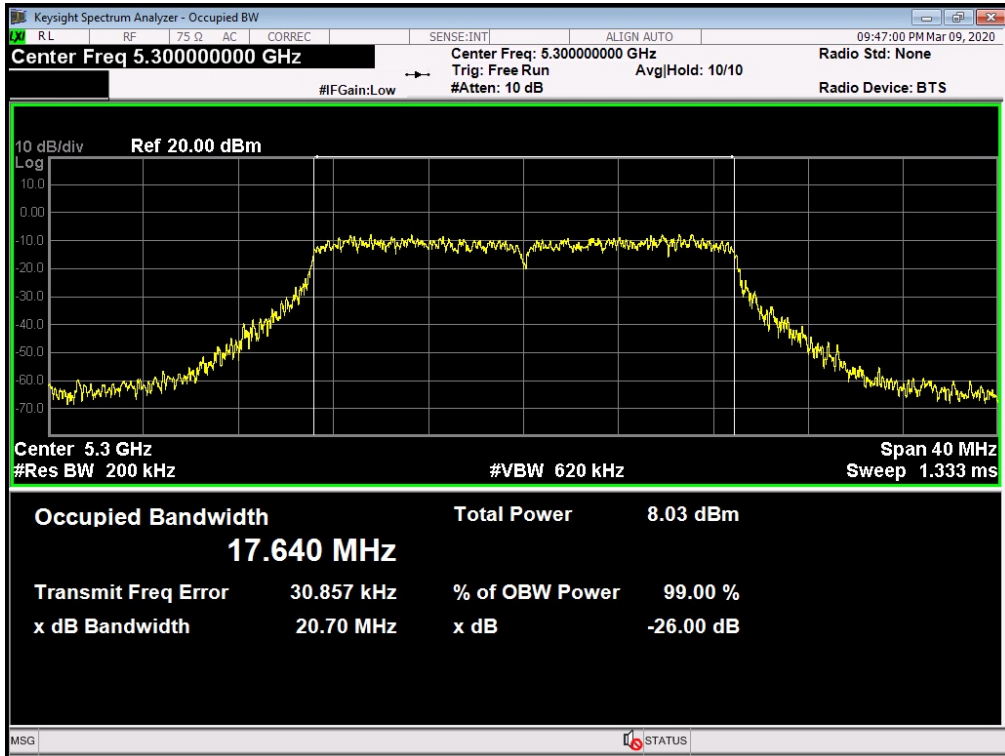 Keysight Spectrum Analyzer - Occupied BW
LXI RL RF 75 Ω AC CORREC SENSE:INT ALIGN AUTO 09:47:00 PM Mar 09, 2020
Center Freq 5.300000000 GHz Center Freq: 5.300000000 GHz Radio Std: None
Trig: Free Run Avg|Hold: 10/10
#IFGain:Low #Atten: 10 dB Radio Device: BTS
10 dB/div Ref 20.00 dBm
Log
10.0
0.00
-10.0
-20.0
-30.0
-40.0
-50.0
-60.0
-70.0
Center 5.3 GHz Span 40 MHz
#Res BW 200 kHz #VBW 620 kHz Sweep 1.333 ms
Occupied Bandwidth Total Power 8.03 dBm
17.640 MHz
Transmit Freq Error 30.857 kHz % of OBW Power 99.00 %
x dB Bandwidth 20.70 MHz x dB -26.00 dB
MSG STATUS